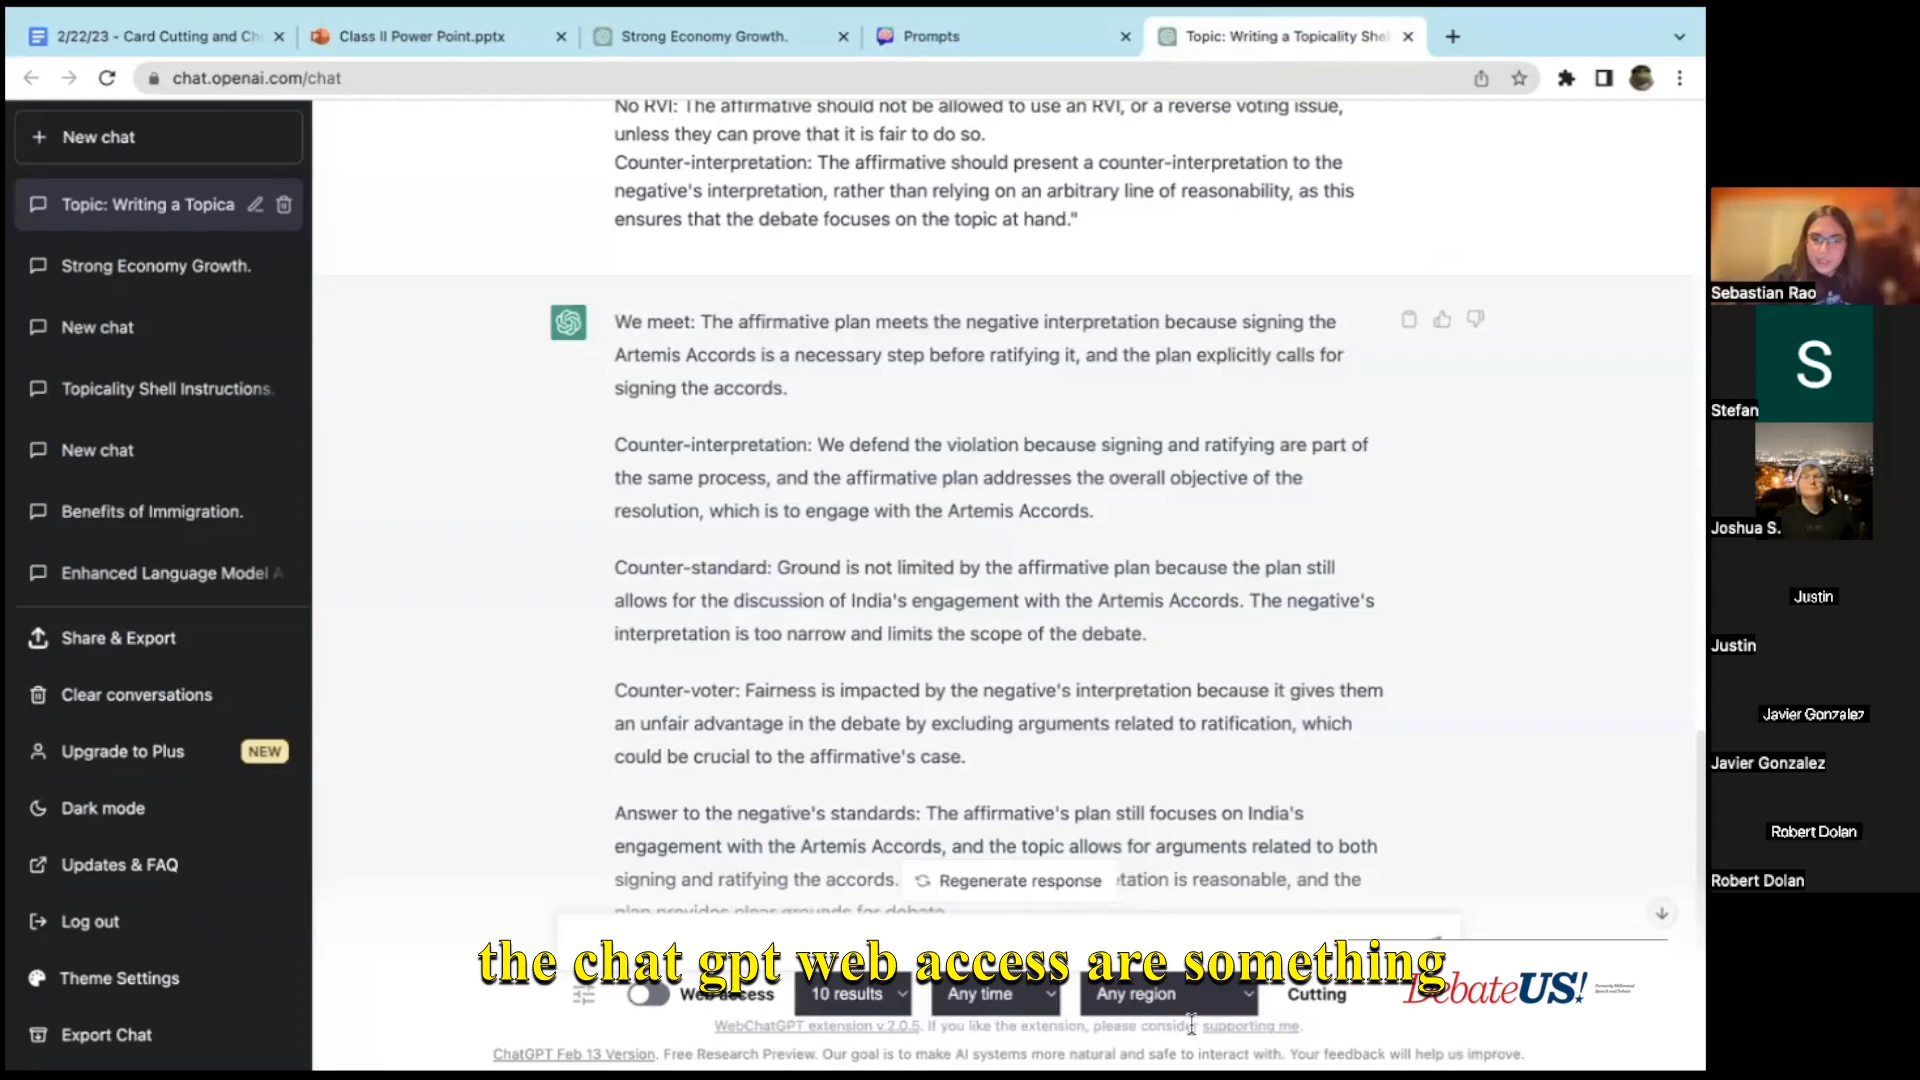 2/22/23 - Card Cutting and Ch
Class II Power Point.pptx
Strong Economy Growth.
Prompts
Topic: Writing a Topicality She
chat.openai.com/chat
New chat
Topic: Writing a Topica
Strong Economy Growth.
New chat
Topicality Shell Instructions.
New chat
Benefits of Immigration.
Enhanced Language Model A
Share & Export
Clear conversations
Upgrade to Plus NEW
Dark mode
Updates & FAQ
Log out
Theme Settings
Export Chat
No RVI: The affirmative should not be allowed to use an RVI, or a reverse voting issue,
unless they can prove that it is fair to do so.
Counter-interpretation: The affirmative should present a counter-interpretation to the
negative's interpretation, rather than relying on an arbitrary line of reasonability, as this
ensures that the debate focuses on the topic at hand."
We meet: The affirmative plan meets the negative interpretation because signing the
Artemis Accords is a necessary step before ratifying it, and the plan explicitly calls for
signing the accords.
Counter-interpretation: We defend the violation because signing and ratifying are part of
the same process, and the affirmative plan addresses the overall objective of the
resolution, which is to engage with the Artemis Accords.
Counter-standard: Ground is not limited by the affirmative plan because the plan still
allows for the discussion of India's engagement with the Artemis Accords. The negative's
interpretation is too narrow and limits the scope of the debate.
Counter-voter: Fairness is impacted by the negative's interpretation because it gives them
an unfair advantage in the debate by excluding arguments related to ratification, which
could be crucial to the affirmative's case.
Answer to the negative's standards: The affirmative's plan still focuses on India's
engagement with the Artemis Accords, and the topic allows for arguments related to both
signing and ratifying the accords. Regenerate response tation is reasonable, and the
plan provides clear grounds for debate.
the chat gpt web access are something
Web access 10 results Any time Any region Cutting
DebateUS!
WebChatGPT extension v.2.0.5. If you like the extension, please consider supporting me.
ChatGPT Feb 13 Version. Free Research Preview. Our goal is to make AI systems more natural and safe to interact with. Your feedback will help us improve.
Sebastian Rao
S
Stefan
Joshua S.
Justin
Justin
Javier Gonzalez
Javier Gonzalez
Robert Dolan
Robert Dolan